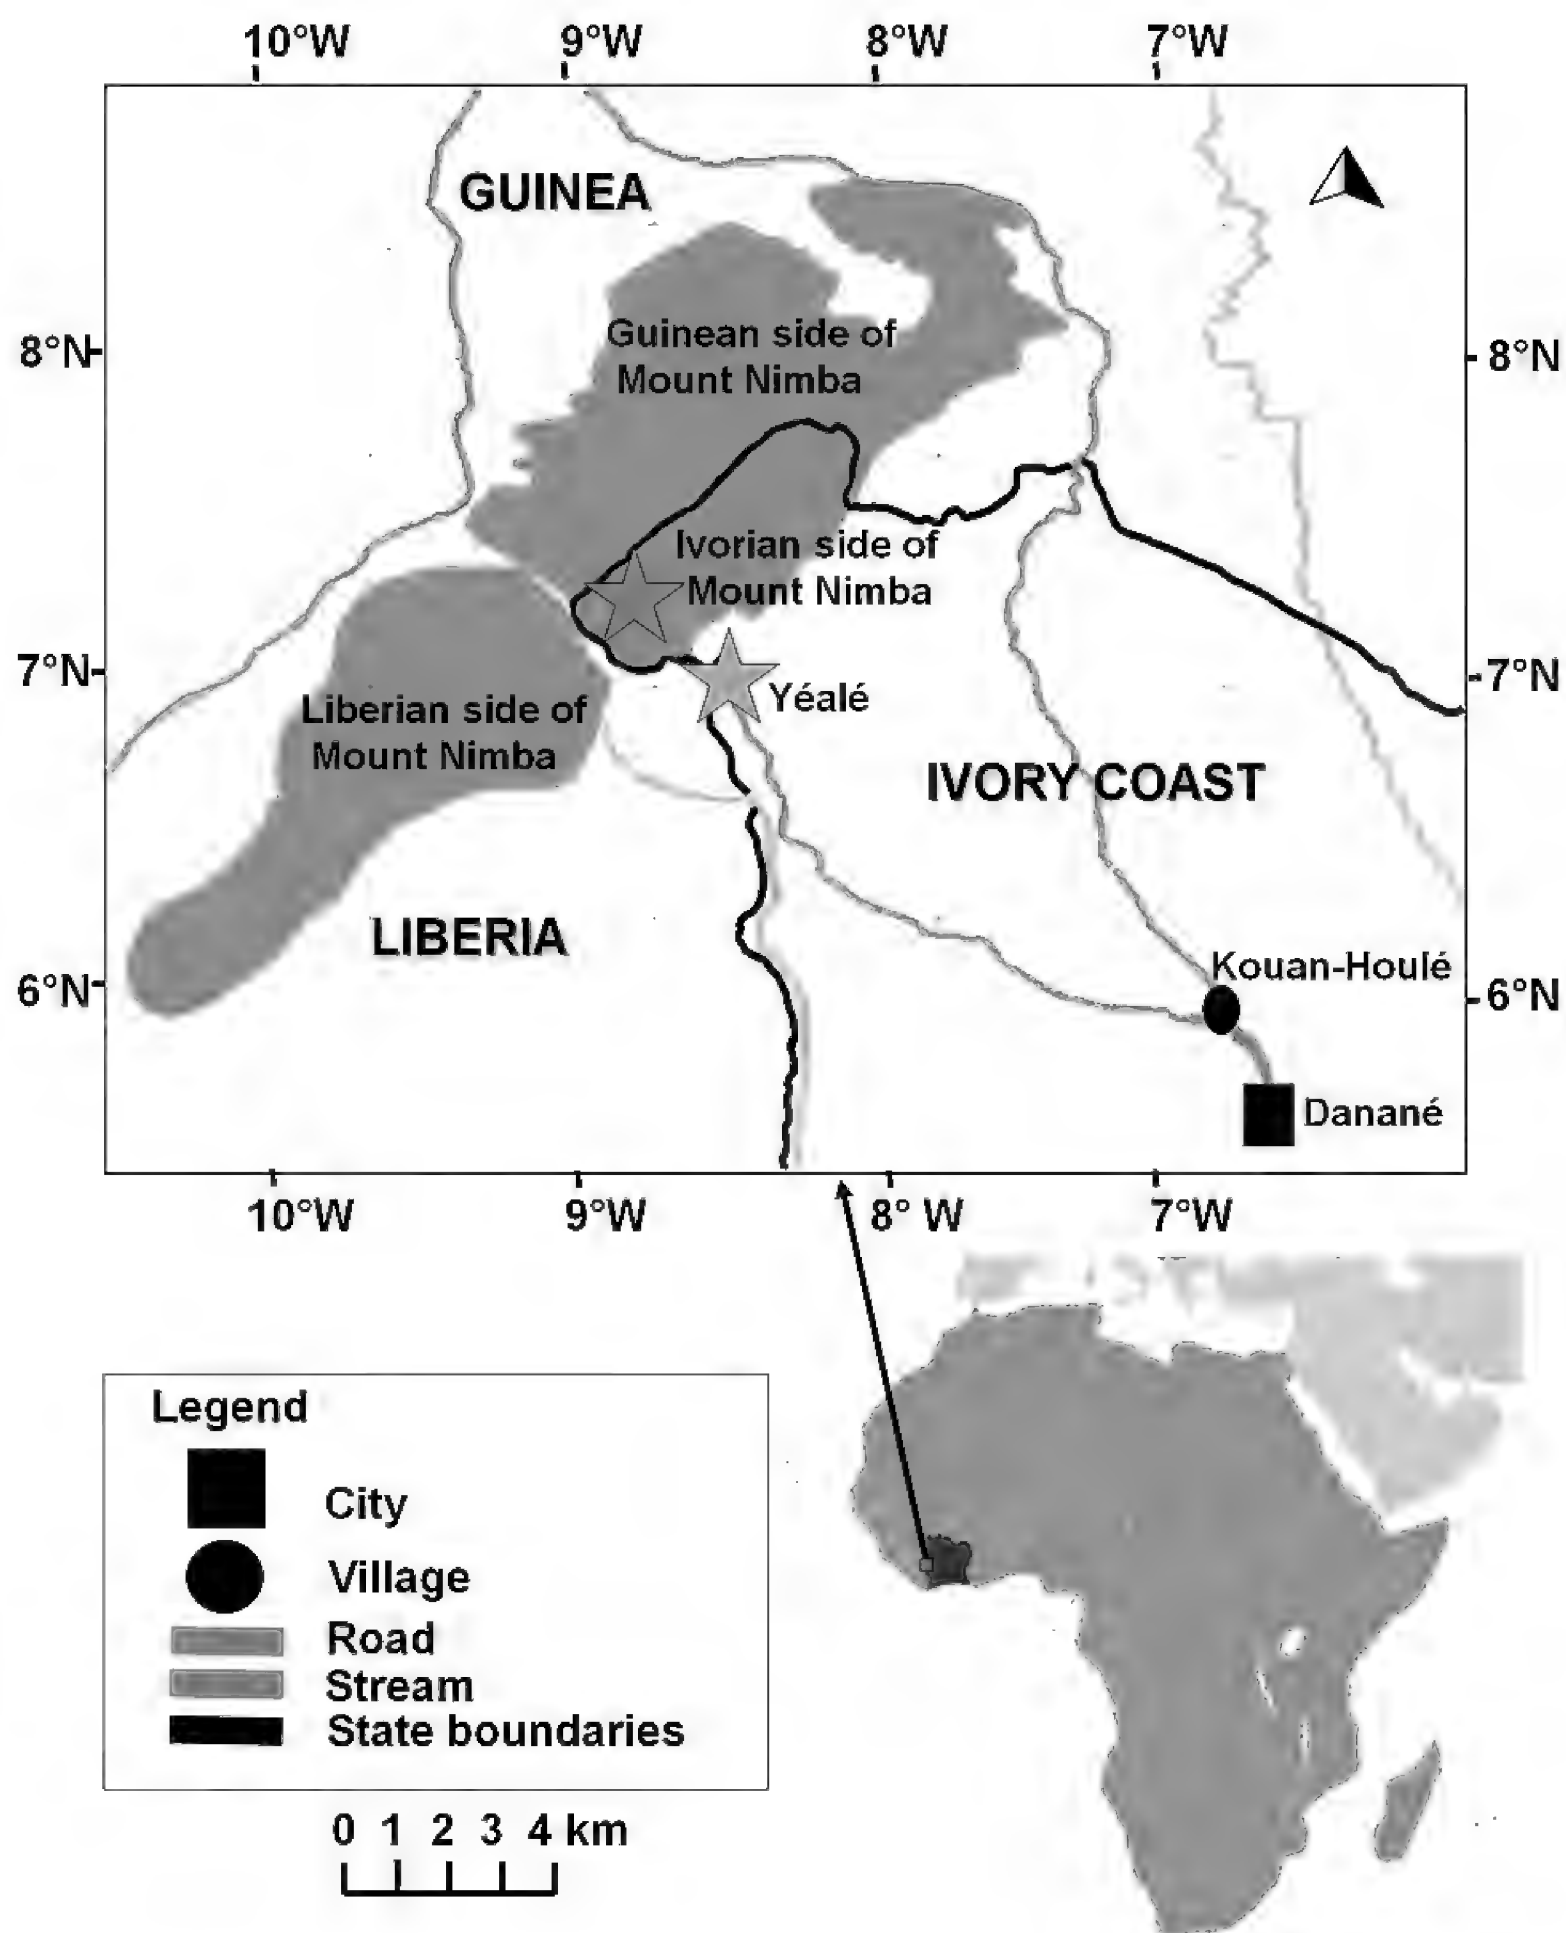 10°W 9°W 8°W 7°W
GUINEA
8°N 8°N
Guinean side of
Mount Nimba
Ivorian side of
Mount Nimba
7°N 7°N
Yéalé
Liberian side of
Mount Nimba
IVORY COAST
LIBERIA
Kouan-Houlé
6°N 6°N
Danané
10°W 9°W 8° W 7°W
Legend
City
Village
Road
Stream
State boundaries
0 1 2 3 4 km